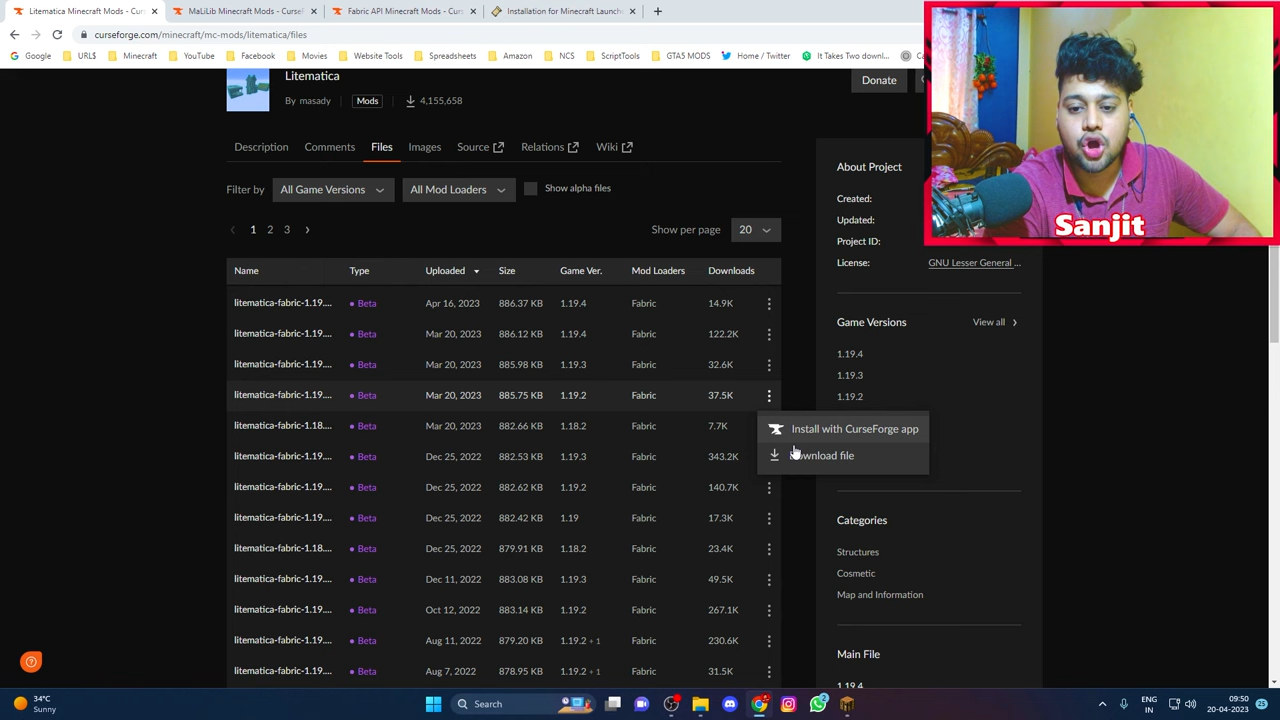 Litematica Minecraft Mods - Cur
MaLiLib Minecraft Mods - CurseF
Fabric API Minecraft Mods - Curs
Installation for Minecraft Launche
curseforge.com/minecraft/mc-mods/litematica/files
Google
URL$
Minecraft
YouTube
Facebook
Movies
Website Tools
Spreadsheets
Amazon
NCS
ScriptTools
GTA5 MODS
Home / Twitter
It Takes Two downl...
Litematica
By masady
Mods
4,155,658
Donate
Description
Comments
Files
Images
Source
Relations
Wiki
Filter by
All Game Versions
All Mod Loaders
Show alpha files
1 2 3
Show per page
20
Name Type Uploaded Size Game Ver. Mod Loaders Downloads
litematica-fabric-1.19.... Beta Apr 16, 2023 886.37 KB 1.19.4 Fabric 14.9K
litematica-fabric-1.19.... Beta Mar 20, 2023 886.12 KB 1.19.4 Fabric 122.2K
litematica-fabric-1.19.... Beta Mar 20, 2023 885.98 KB 1.19.3 Fabric 32.6K
litematica-fabric-1.19.... Beta Mar 20, 2023 885.75 KB 1.19.2 Fabric 37.5K
litematica-fabric-1.18.... Beta Mar 20, 2023 882.66 KB 1.18.2 Fabric 7.7K
litematica-fabric-1.19.... Beta Dec 25, 2022 882.53 KB 1.19.3 Fabric 343.2K
litematica-fabric-1.19.... Beta Dec 25, 2022 882.62 KB 1.19.2 Fabric 140.7K
litematica-fabric-1.19.... Beta Dec 25, 2022 882.42 KB 1.19 Fabric 17.3K
litematica-fabric-1.18.... Beta Dec 25, 2022 879.91 KB 1.18.2 Fabric 23.4K
litematica-fabric-1.19.... Beta Dec 11, 2022 883.08 KB 1.19.3 Fabric 49.5K
litematica-fabric-1.19.... Beta Oct 12, 2022 883.14 KB 1.19.2 Fabric 267.1K
litematica-fabric-1.19.... Beta Aug 11, 2022 879.20 KB 1.19.2 + 1 Fabric 230.6K
litematica-fabric-1.19.... Beta Aug 7, 2022 878.95 KB 1.19.2 + 1 Fabric 31.5K
Install with CurseForge app
file
About Project
Created:
Updated:
Project ID:
License: GNU Lesser General ...
Game Versions View all
1.19.4
1.19.3
1.19.2
Categories
Structures
Cosmetic
Map and Information
Main File
1.19.4
Sanjit
34°C
Sunny
Search
2
ENG
IN
09:50
20-04-2023
23